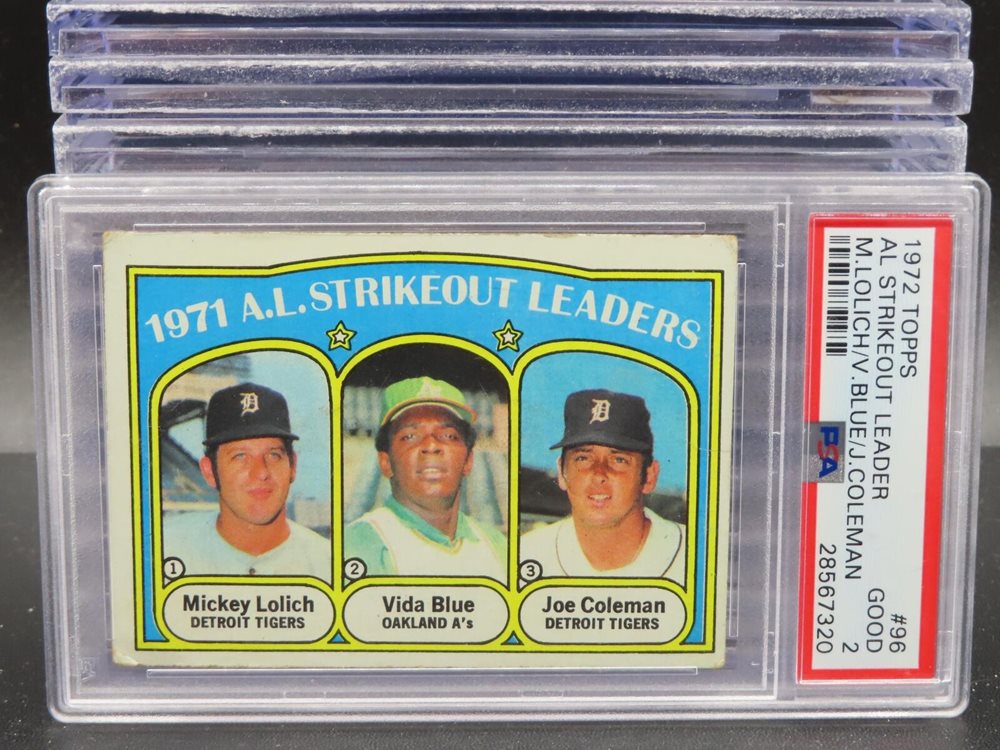 1971 A.L. STRIKEOUT LEADERS
D
A
D
1
2
3
Mickey Lolich
DETROIT TIGERS
Vida Blue
OAKLAND A's
Joe Coleman
DETROIT TIGERS
1972 TOPPS #96
AL STRIKEOUT LEADER GOOD
M.LOLICH/V.BLUE/J.COLEMAN 2
PSA 28567320